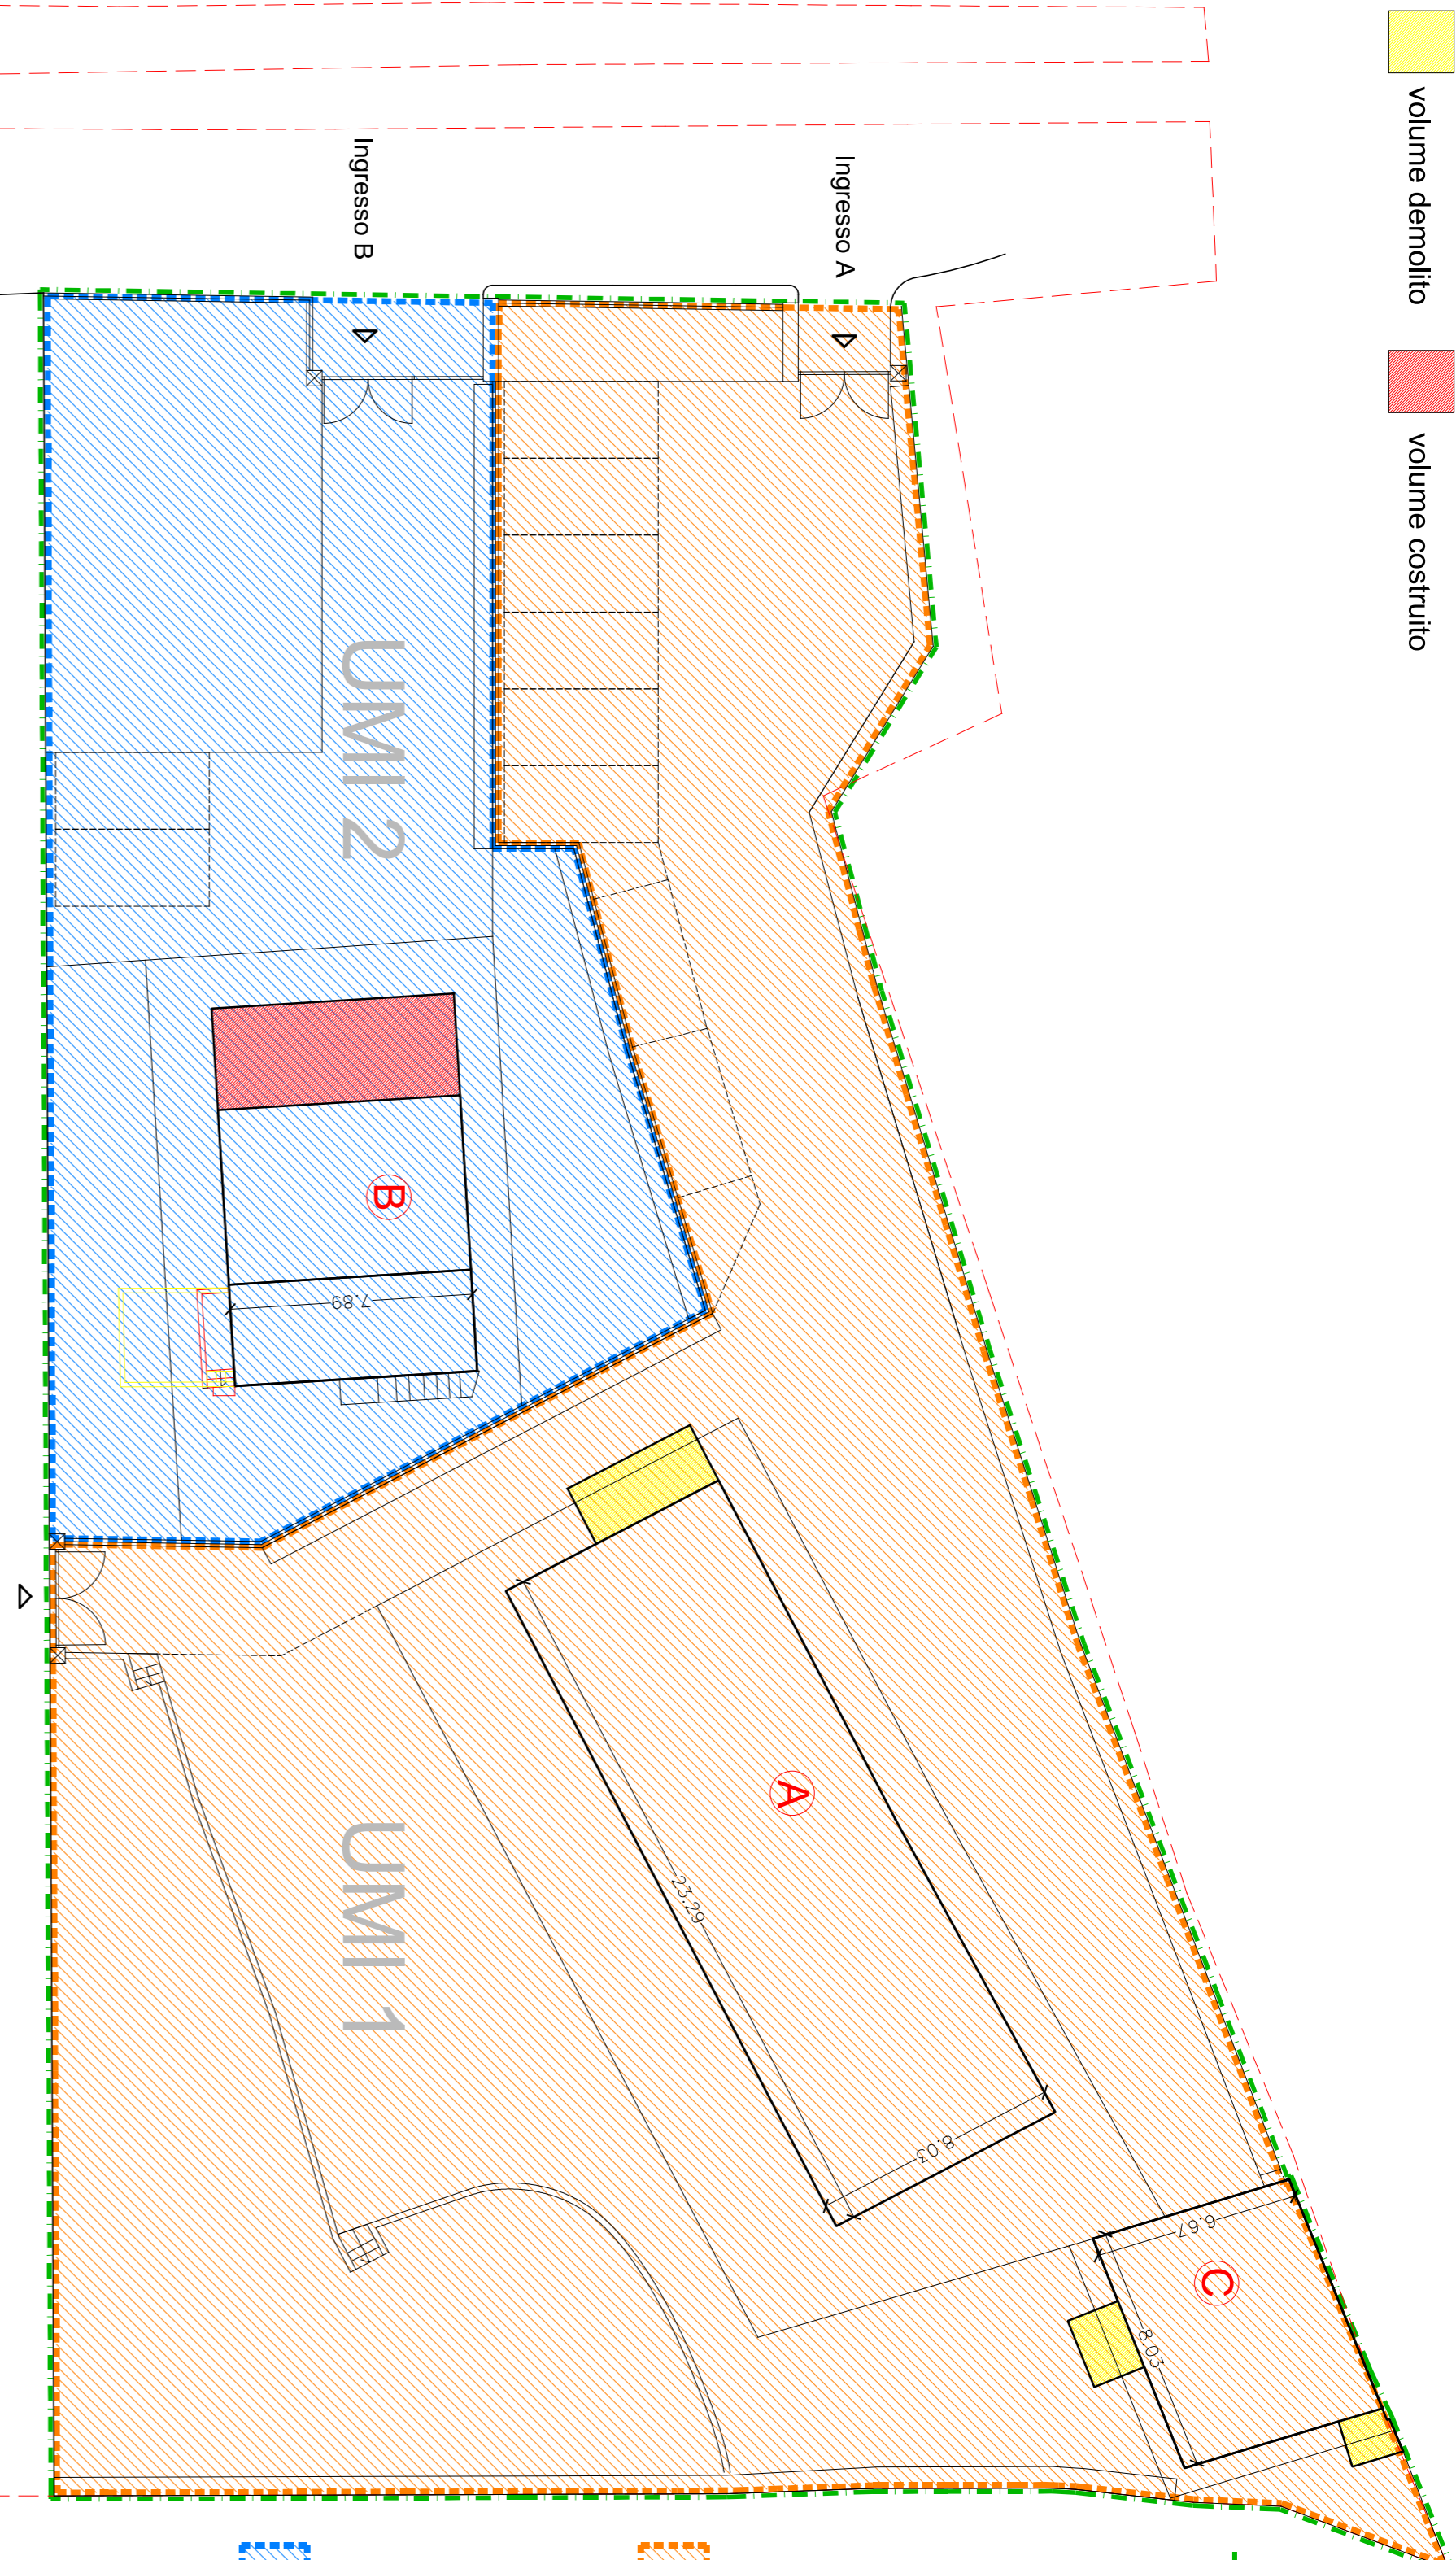 volume demolito
volume costruito
Ingresso A
Ingresso B
UMI 2
B
7.89
A
23.29
8.03
UMI 1
6.67
C
8.03